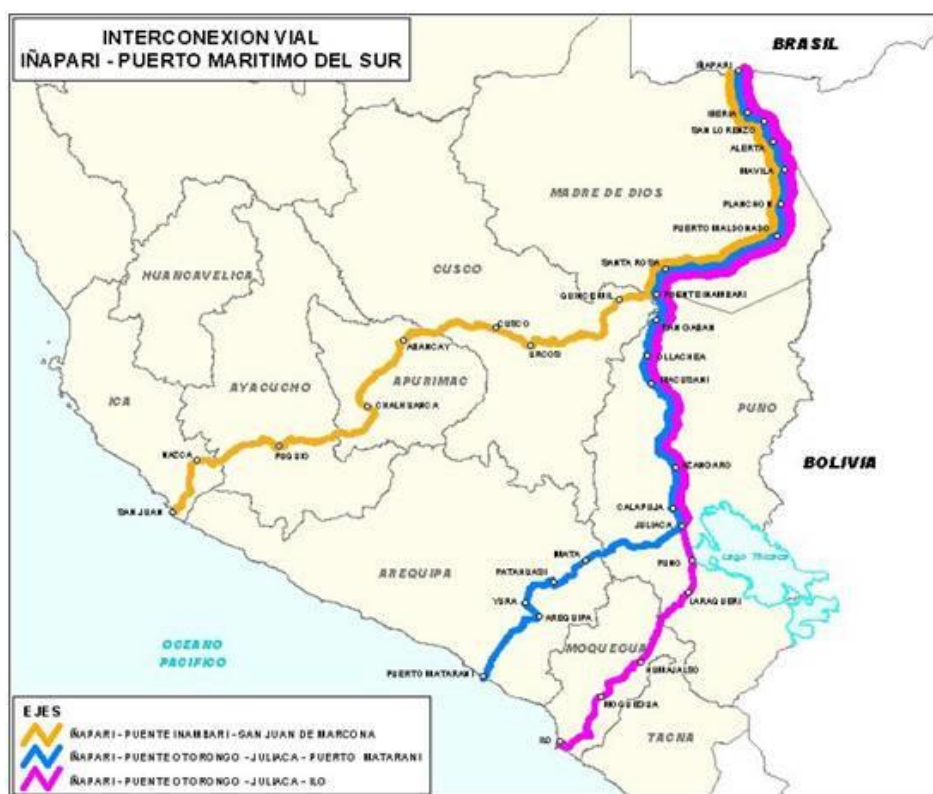 INTERCONEXION VIAL
IÑAPARI - PUERTO MARITIMO DEL SUR
BRASIL
IÑAPARI
IBERIA
SAN LORENZO
ALERTA
MAVILA
MADRE DE DIOS
PLANCHON
PUERTO MALDONADO
SANTA ROSA
HUANCAVELICA
CUSCO
QUINCEMIL
PUENTE INAMBARI
SAN GABAN
CUSCO
URCOS
ABANCAY
OLLACHEA
MACUSANI
AYACUCHO
APURIMAC
ICA
CHALHUANCA
PUNO
NAZCA
PUQUIO
AZANGARO
BOLIVIA
SAN JUAN
CALAPUJA
JULIACA
LAGO TITICACA
IMATA
PUNO
PATAHUASI
AREQUIPA
YURA
LARAQUERI
AREQUIPA
OCEANO
PACIFICO
MOQUEGUA
HUMAJALSO
PUERTO MATARANI
MOQUEGUA
ILO
TACNA
EJES
IÑAPARI - PUENTE INAMBARI - SAN JUAN DE MARCONA
IÑAPARI - PUENTE OTORONGO - JULIACA - PUERTO MATARANI
IÑAPARI - PUENTE OTORONGO - JULIACA - ILO